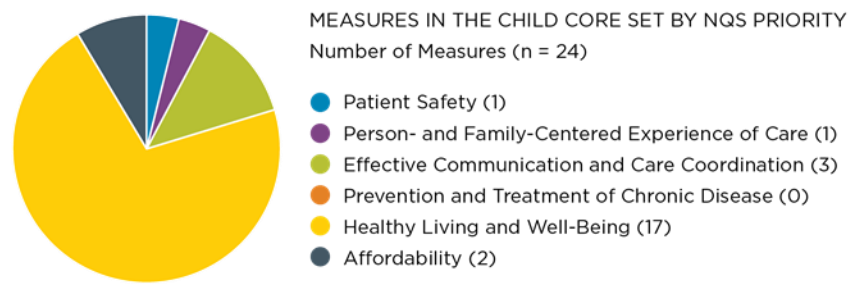 MEASURES IN THE CHILD CORE SET BY NQS PRIORITY
Number of Measures (n = 24)
Patient Safety (1)
Person- and Family-Centered Experience of Care (1)
Effective Communication and Care Coordination (3)
Prevention and Treatment of Chronic Disease (0)
Healthy Living and Well-Being (17)
Affordability (2)